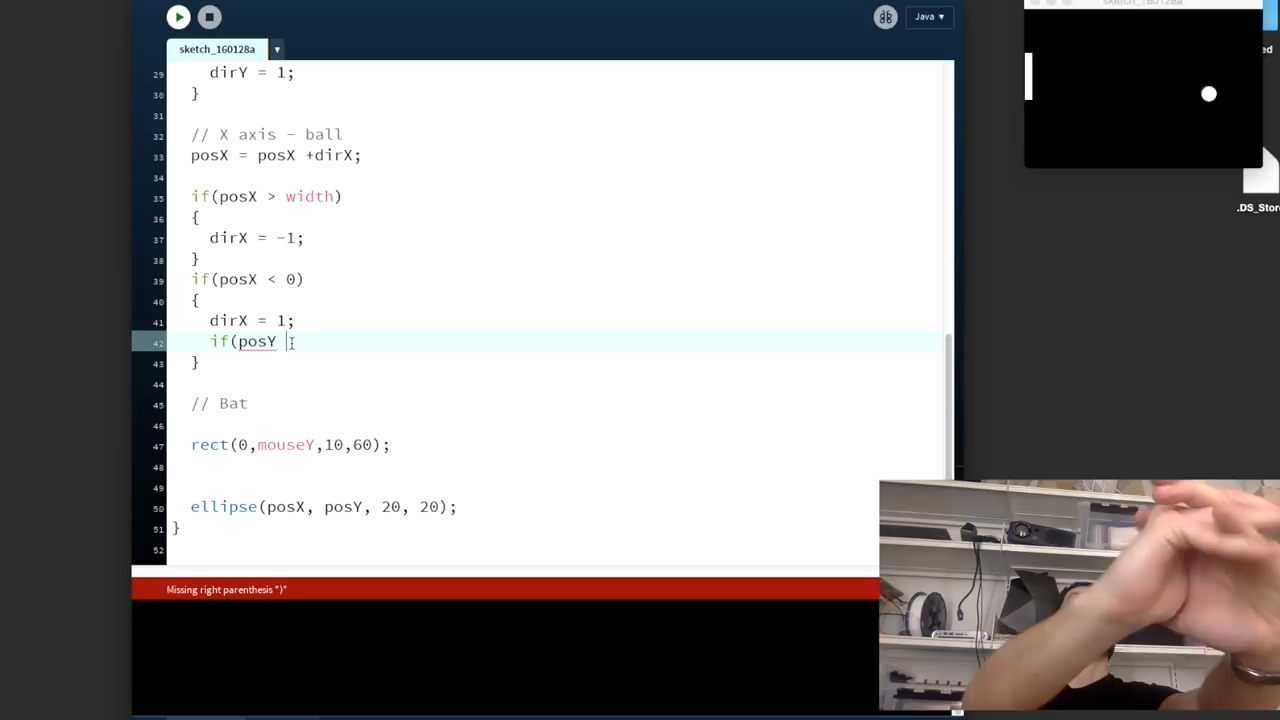 Java ▾
sketch_160128a
sketch_160128a
29 dirY = 1;
30 }
31
32 // X axis - ball
33 posX = posX +dirX;
34
35 if(posX > width)
36 {
37 dirX = -1;
38 }
39 if(posX < 0)
40 {
41 dirX = 1;
42 if(posY
43 }
44
45 // Bat
46
47 rect(0,mouseY,10,60);
48
49
50 ellipse(posX, posY, 20, 20);
51 }
52
Missing right parenthesis ")"
ed
.DS_Store